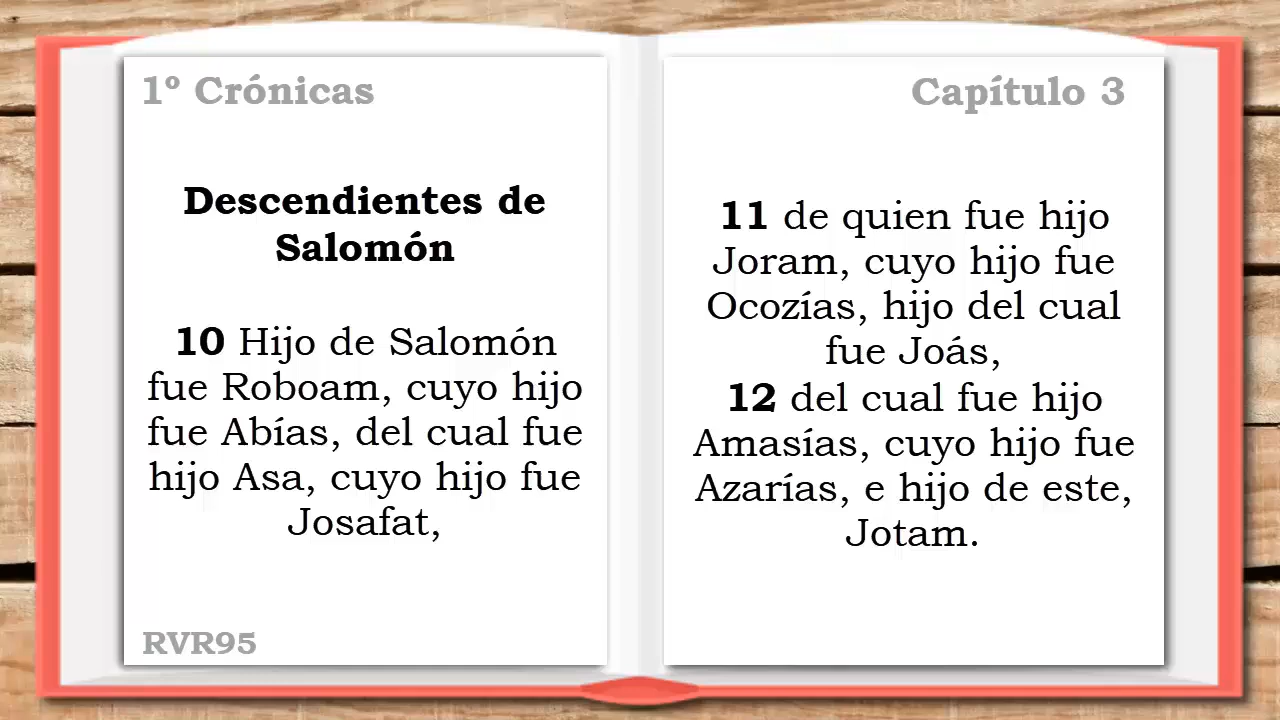 1º Crónicas
Descendientes de
Salomón
10 Hijo de Salomón
fue Roboam, cuyo hijo
fue Abías, del cual fue
hijo Asa, cuyo hijo fue
Josafat,
RVR95
Capítulo 3
11 de quien fue hijo
Joram, cuyo hijo fue
Ocozías, hijo del cual
fue Joás,
12 del cual fue hijo
Amasías, cuyo hijo fue
Azarías, e hijo de este,
Jotam.